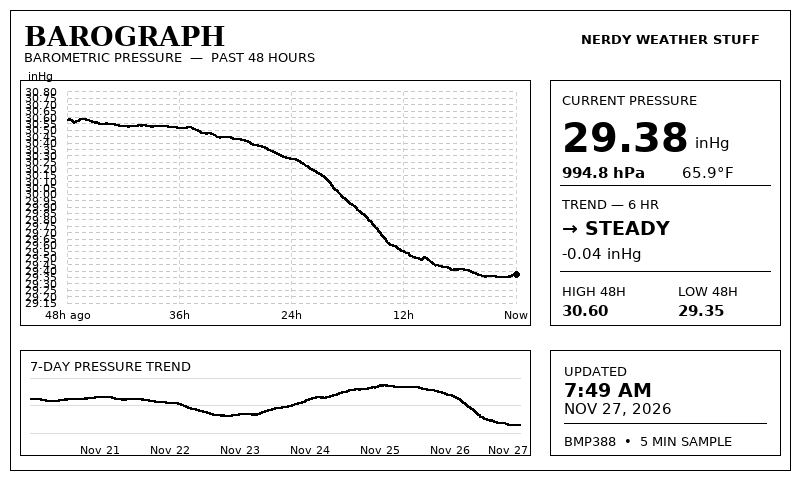 BAROGRAPH
BAROMETRIC PRESSURE — PAST 48 HOURS
NERDY WEATHER STUFF
inHg
30.80
30.75
30.70
30.65
30.60
30.55
30.50
30.45
30.40
30.35
30.30
30.25
30.20
30.15
30.10
30.05
30.00
29.95
29.90
29.85
29.80
29.75
29.70
29.65
29.60
29.55
29.50
29.45
29.40
29.35
29.30
29.25
29.20
29.15
48h ago 36h 24h 12h Now
CURRENT PRESSURE
29.38 inHg
994.8 hPa 65.9°F
TREND — 6 HR
→ STEADY
-0.04 inHg
HIGH 48H LOW 48H
30.60 29.35
7-DAY PRESSURE TREND
Nov 21 Nov 22 Nov 23 Nov 24 Nov 25 Nov 26 Nov 27
UPDATED
7:49 AM
NOV 27, 2026
BMP388 • 5 MIN SAMPLE